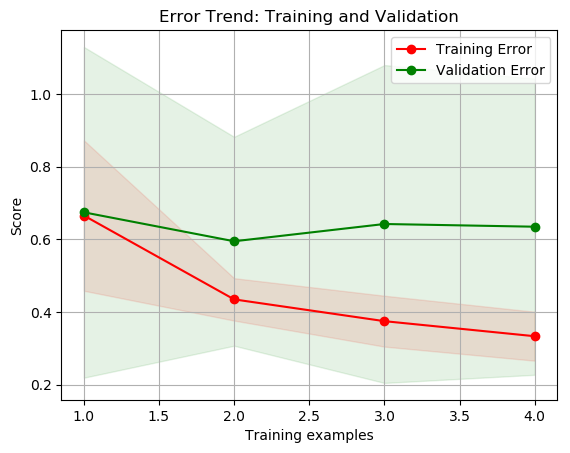 Error Trend: Training and Validation
Training Error
Validation Error
Score
1.0
0.8
0.6
0.4
0.2
1.0 1.5 2.0 2.5 3.0 3.5 4.0
Training examples